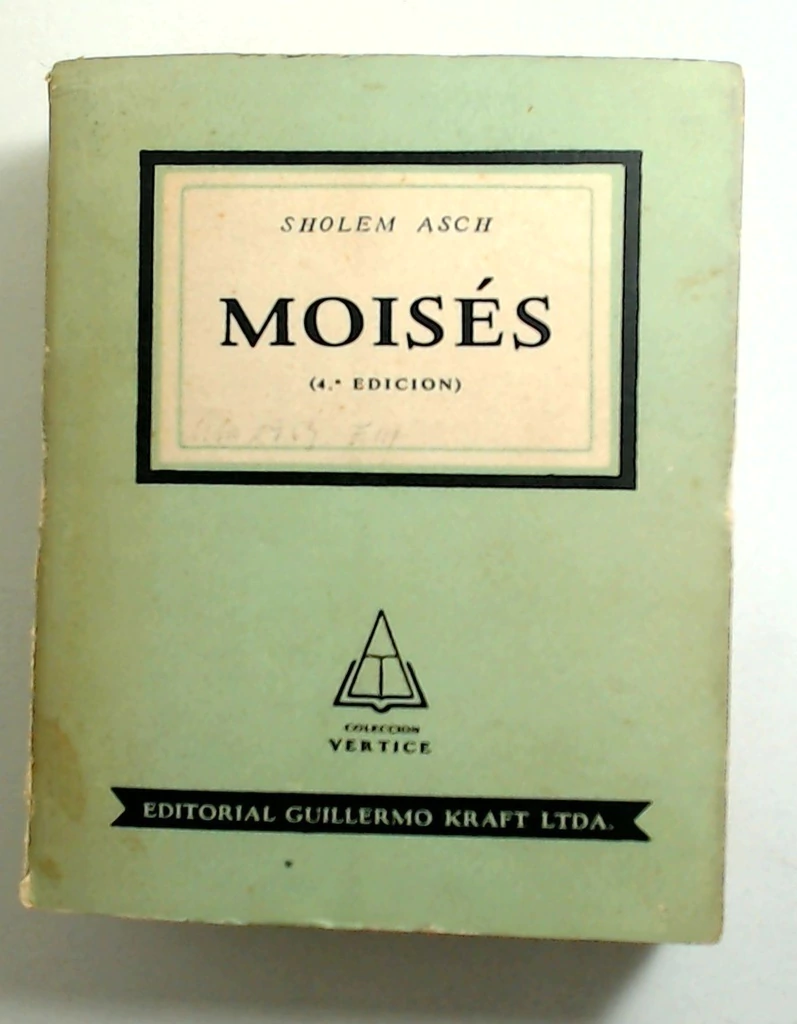 SHOLEM ASCH
MOISÉS
(4.ª EDICION)
COLECCION
VERTICE
EDITORIAL GUILLERMO KRAFT LTDA.